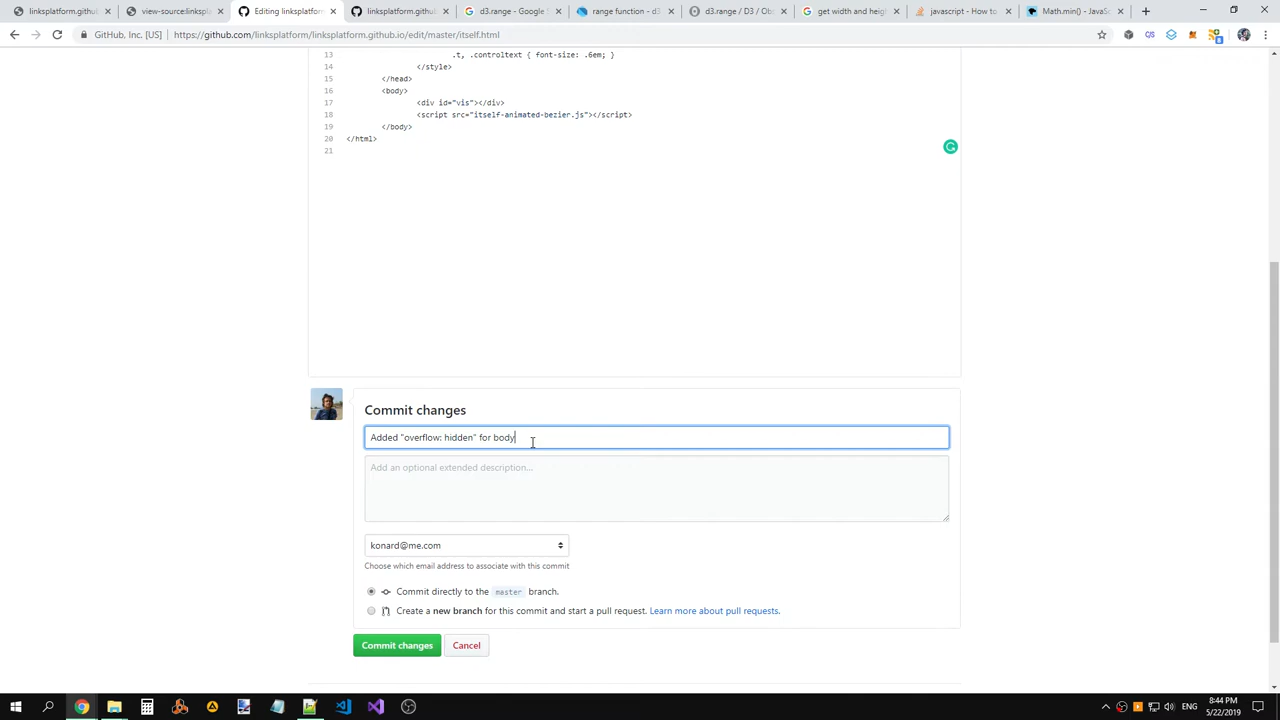 linksplatform.github.
view-source:linkspl
Editing linksplatform
linksplatform.github.
d3.range - Google
range function - d3
d3.range / D3 / Ob
get width and heigh
javascript - How to
Math.min() - JavaSc
GitHub, Inc. [US] | https://github.com/linksplatform/linksplatform.github.io/edit/master/itself.html
13 .t, .controltext { font-size: .6em; }
14 </style>
15 </head>
16 <body>
17 <div id="vis"></div>
18 <script src="itself-animated-bezier.js"></script>
19 </body>
20 </html>
21
Commit changes
Added "overflow: hidden" for body
Add an optional extended description...
konard@me.com
Choose which email address to associate with this commit
Commit directly to the master branch.
Create a new branch for this commit and start a pull request. Learn more about pull requests.
Commit changes
Cancel
ENG
8:44 PM
5/22/2019